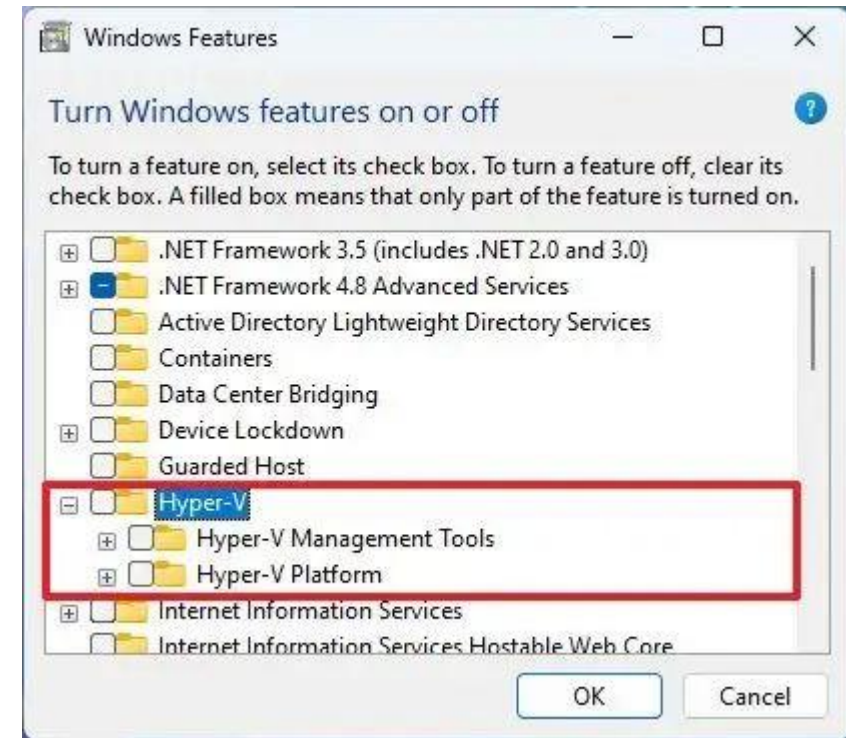 Windows Features
Turn Windows features on or off
?
To turn a feature on, select its check box. To turn a feature off, clear its
check box. A filled box means that only part of the feature is turned on.
.NET Framework 3.5 (includes .NET 2.0 and 3.0)
.NET Framework 4.8 Advanced Services
Active Directory Lightweight Directory Services
Containers
Data Center Bridging
Device Lockdown
Guarded Host
Hyper-V
Hyper-V Management Tools
Hyper-V Platform
Internet Information Services
Internet Information Services Hostable Web Core
OK Cancel